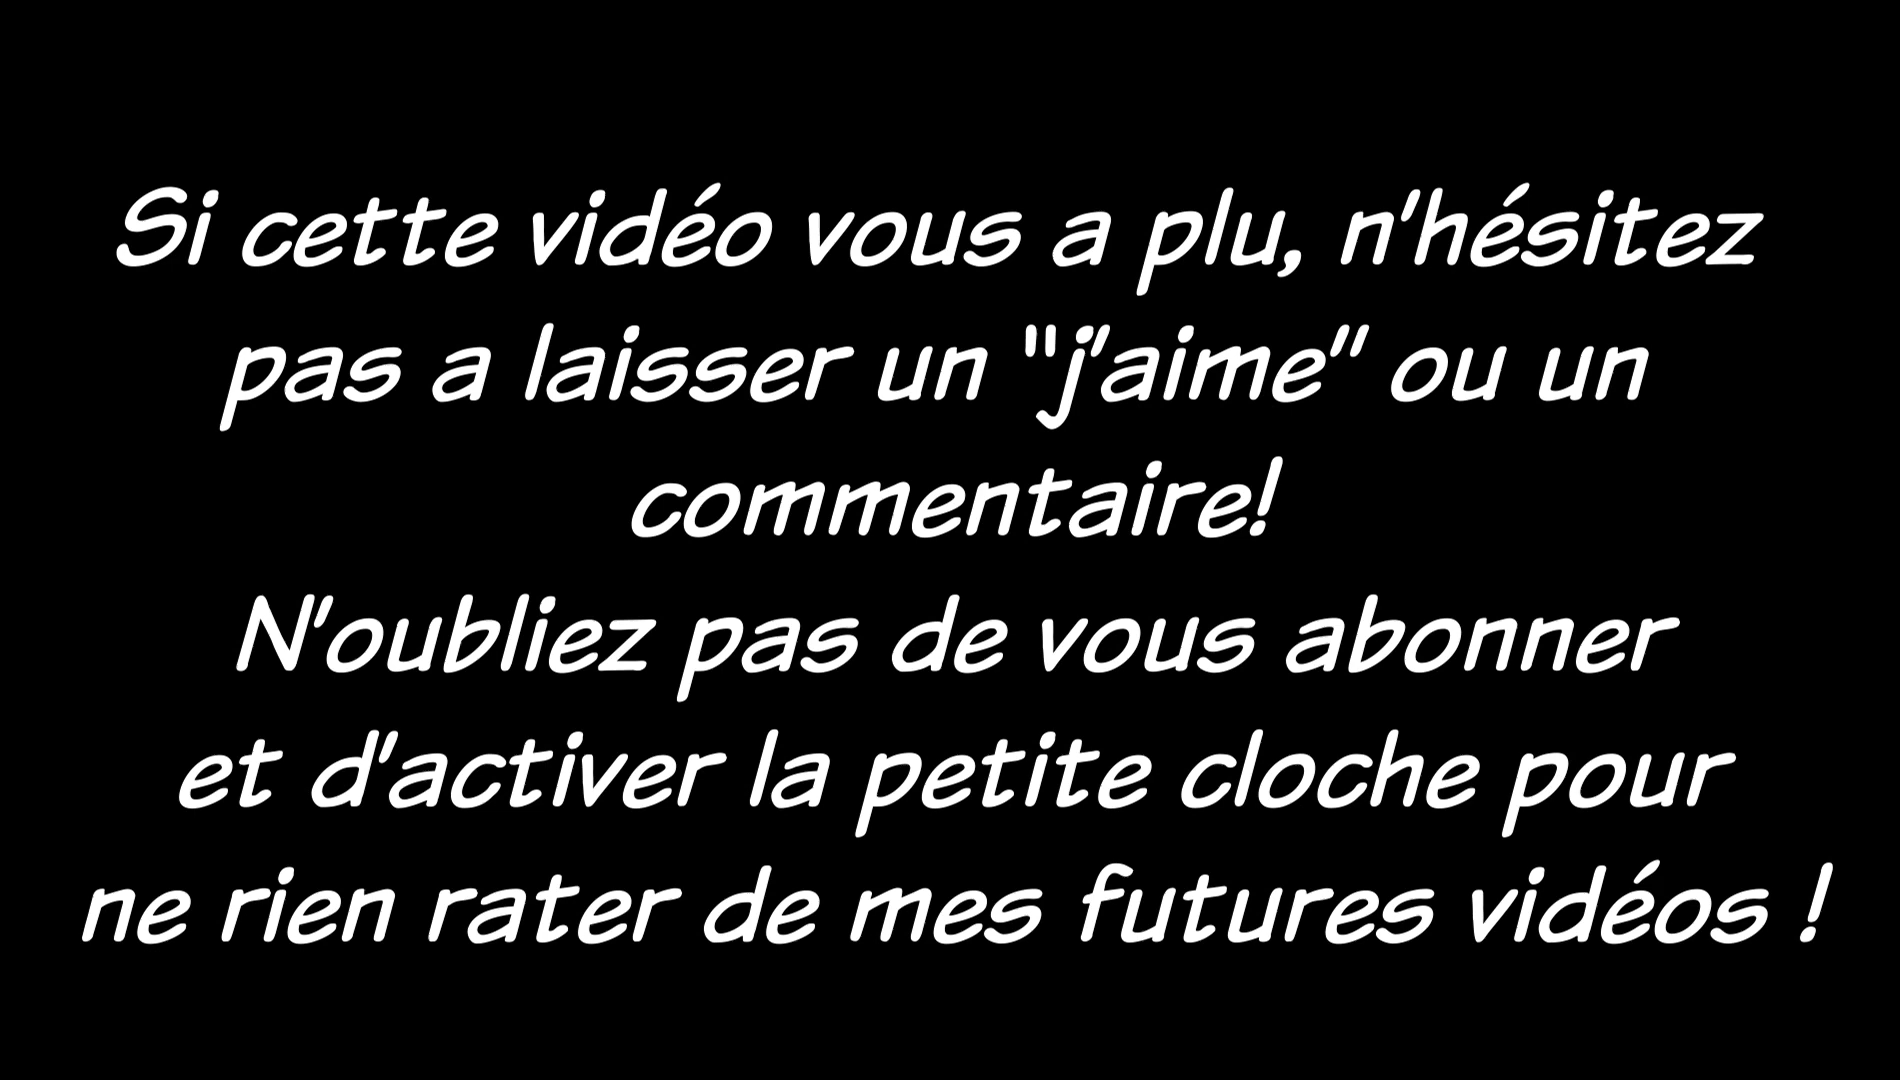 Si cette vidéo vous a plu, n'hésitez
pas a laisser un "j'aime" ou un
commentaire!
N'oubliez pas de vous abonner
et d'activer la petite cloche pour
ne rien rater de mes futures vidéos !